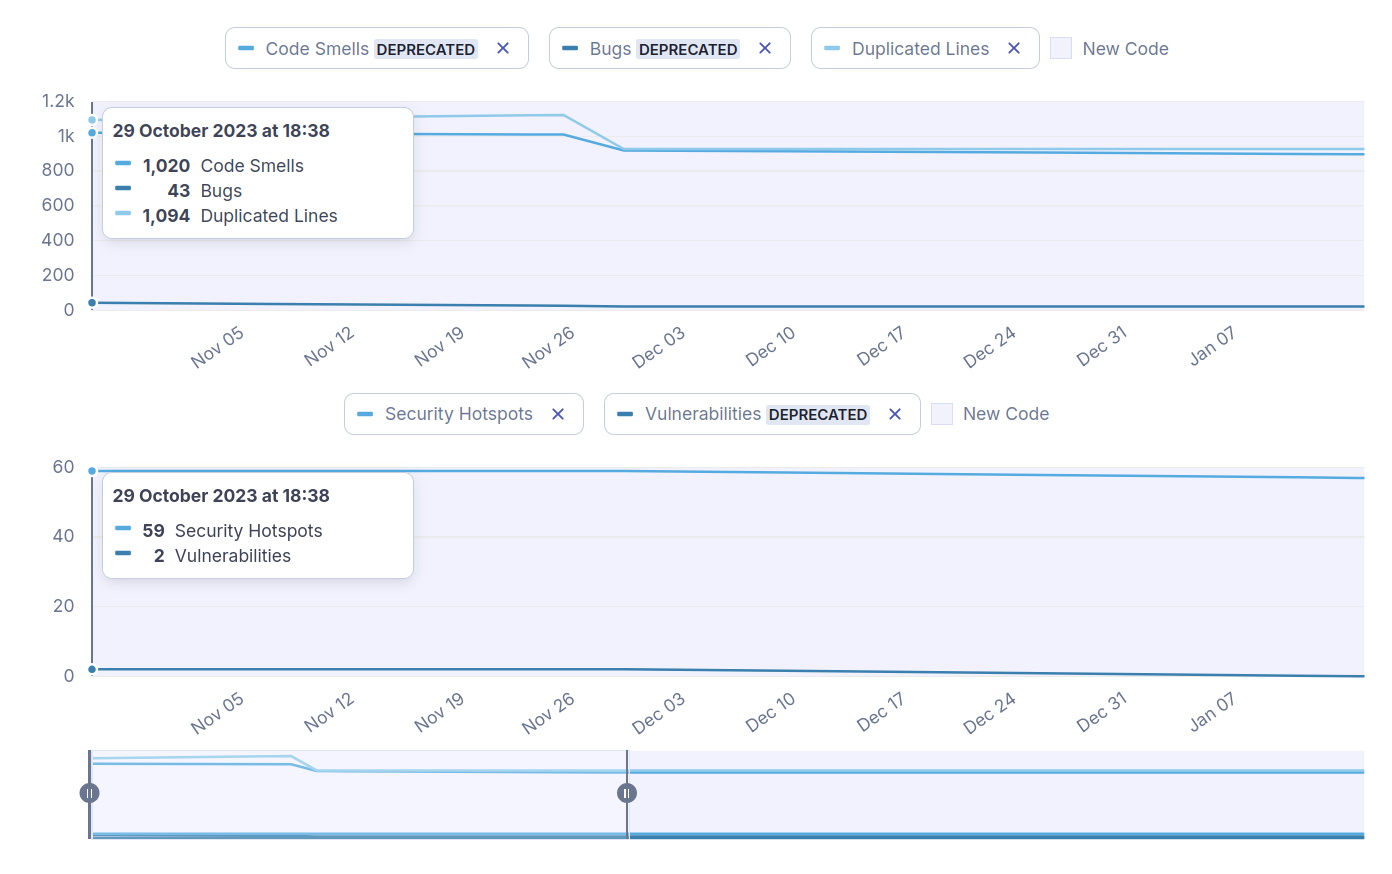 Code Smells DEPRECATED ✕ Bugs DEPRECATED ✕ Duplicated Lines ✕ New Code
1.2k
1k
800
600
400
200
0
29 October 2023 at 18:38
1,020 Code Smells
43 Bugs
1,094 Duplicated Lines
Nov 05 Nov 12 Nov 19 Nov 26 Dec 03 Dec 10 Dec 17 Dec 24 Dec 31 Jan 07
Security Hotspots ✕ Vulnerabilities DEPRECATED ✕ New Code
60
40
20
0
29 October 2023 at 18:38
59 Security Hotspots
2 Vulnerabilities
Nov 05 Nov 12 Nov 19 Nov 26 Dec 03 Dec 10 Dec 17 Dec 24 Dec 31 Jan 07